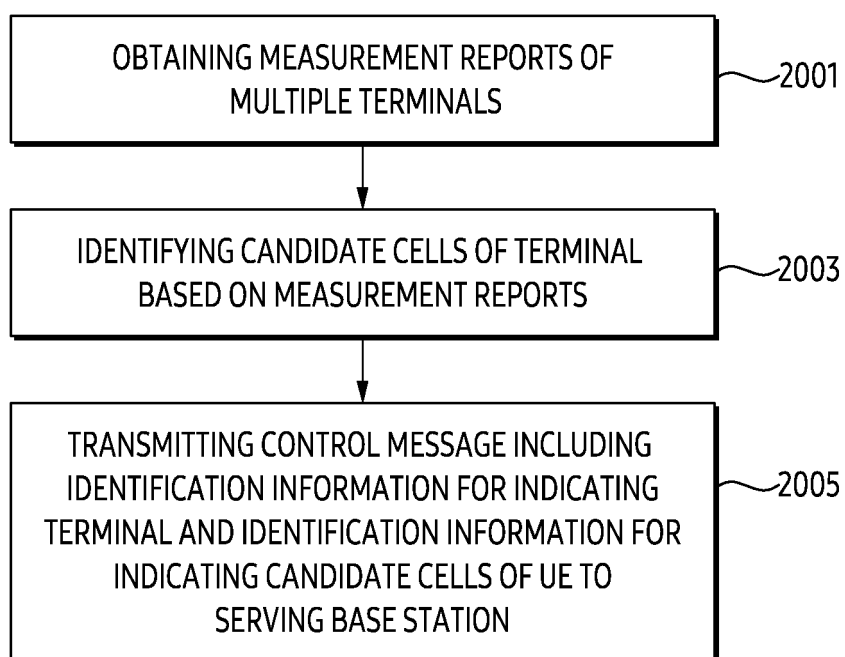 OBTAINING MEASUREMENT REPORTS OF
MULTIPLE TERMINALS
2001
IDENTIFYING CANDIDATE CELLS OF TERMINAL
BASED ON MEASUREMENT REPORTS
2003
TRANSMITTING CONTROL MESSAGE INCLUDING
IDENTIFICATION INFORMATION FOR INDICATING
TERMINAL AND IDENTIFICATION INFORMATION FOR
INDICATING CANDIDATE CELLS OF UE TO
SERVING BASE STATION
2005